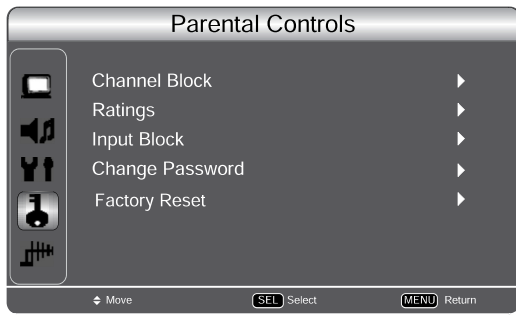 Parental Controls
Channel Block
Ratings
Input Block
Change Password
Factory Reset
Move SEL Select MENU Return